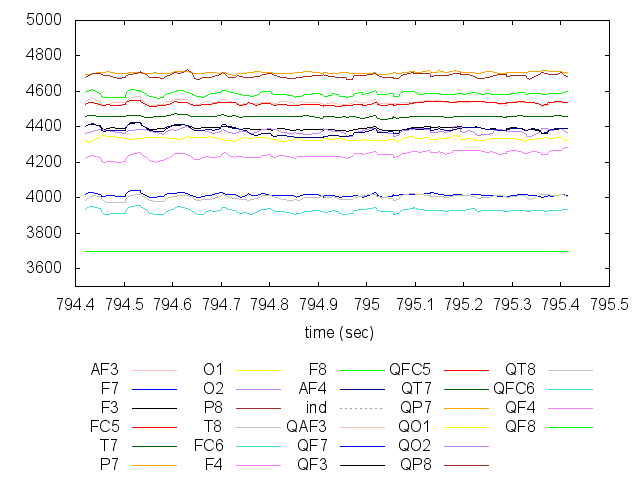 5000
4800
4600
4400
4200
4000
3800
3600
794.4 794.5 794.6 794.7 794.8 794.9 795 795.1 795.2 795.3 795.4 795.5
time (sec)
AF3 O1 F8 QFC5 QT8
F7 O2 AF4 QT7 QFC6
F3 P8 ind QP7 QF4
FC5 T8 QAF3 QO1 QF8
T7 FC6 QF7 QO2
P7 F4 QF3 QP8